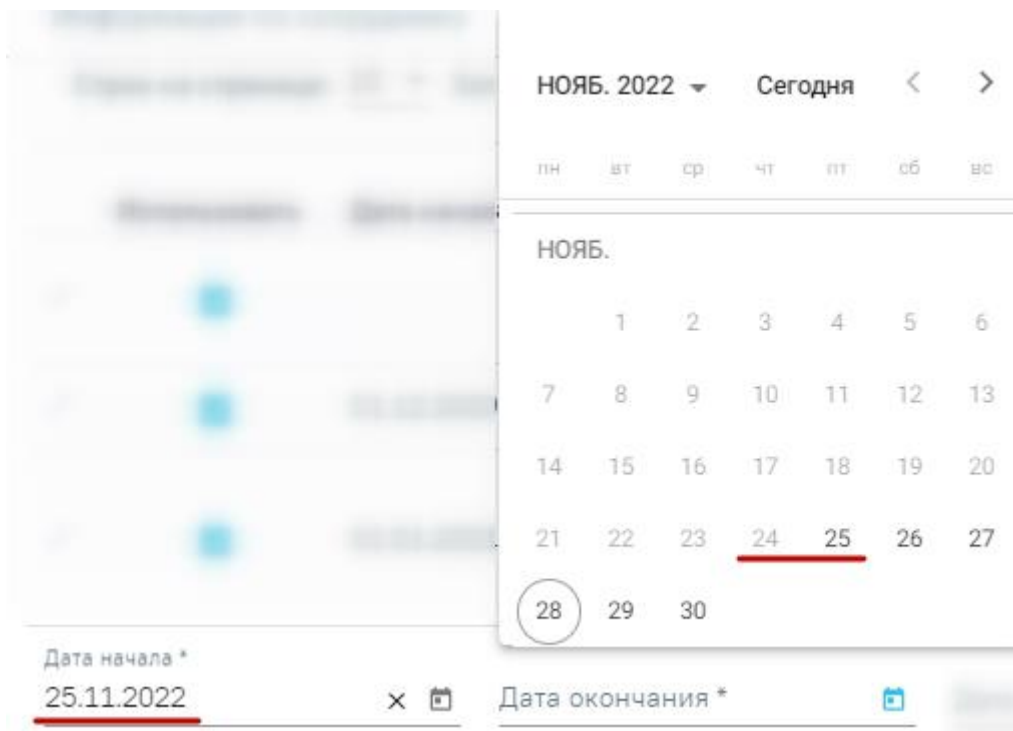 НОЯБ. 2022 Сегодня
пн вт ср чт пт сб вс
НОЯБ.
1 2 3 4 5 6
7 8 9 10 11 12 13
14 15 16 17 18 19 20
21 22 23 24 25 26 27
28 29 30
Дата начала *
25.11.2022
Дата окончания *